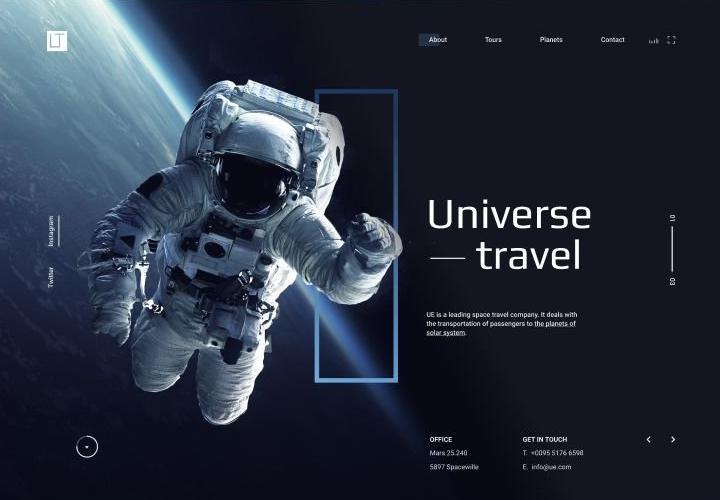 UT
About
Tours
Planets
Contact
Instagram
Twitter
Universe
travel
01
03
UE is a leading space travel company. It deals with
the transportation of passengers to the planets of
solar system.
OFFICE
Mars 25.240
5897 Spacewille
GET IN TOUCH
T. +0095 5176 6598
E. info@ue.com